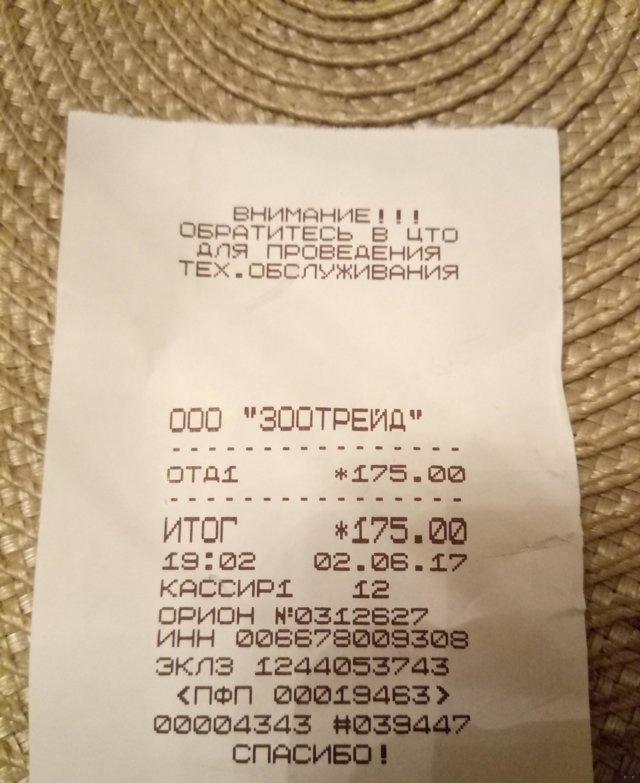 ВНИМАНИЕ!!!
ОБРАТИТЕСЬ В ЦТО
ДЛЯ ПРОВЕДЕНИЯ
ТЕХ.ОБСЛУЖИВАНИЯ
ООО "ЗООТРЕЙД"
- - - - - - - - - - - - - - -
ОТД1 *175.00
- - - - - - - - - - - - - - -
ИТОГ *175.00
19:02 02.06.17
КАССИР1 12
ОРИОН №0312627
ИНН 006678009308
ЭКЛЗ 1244053743
<ПФП 00019463>
00004343 #039447
СПАСИБО!